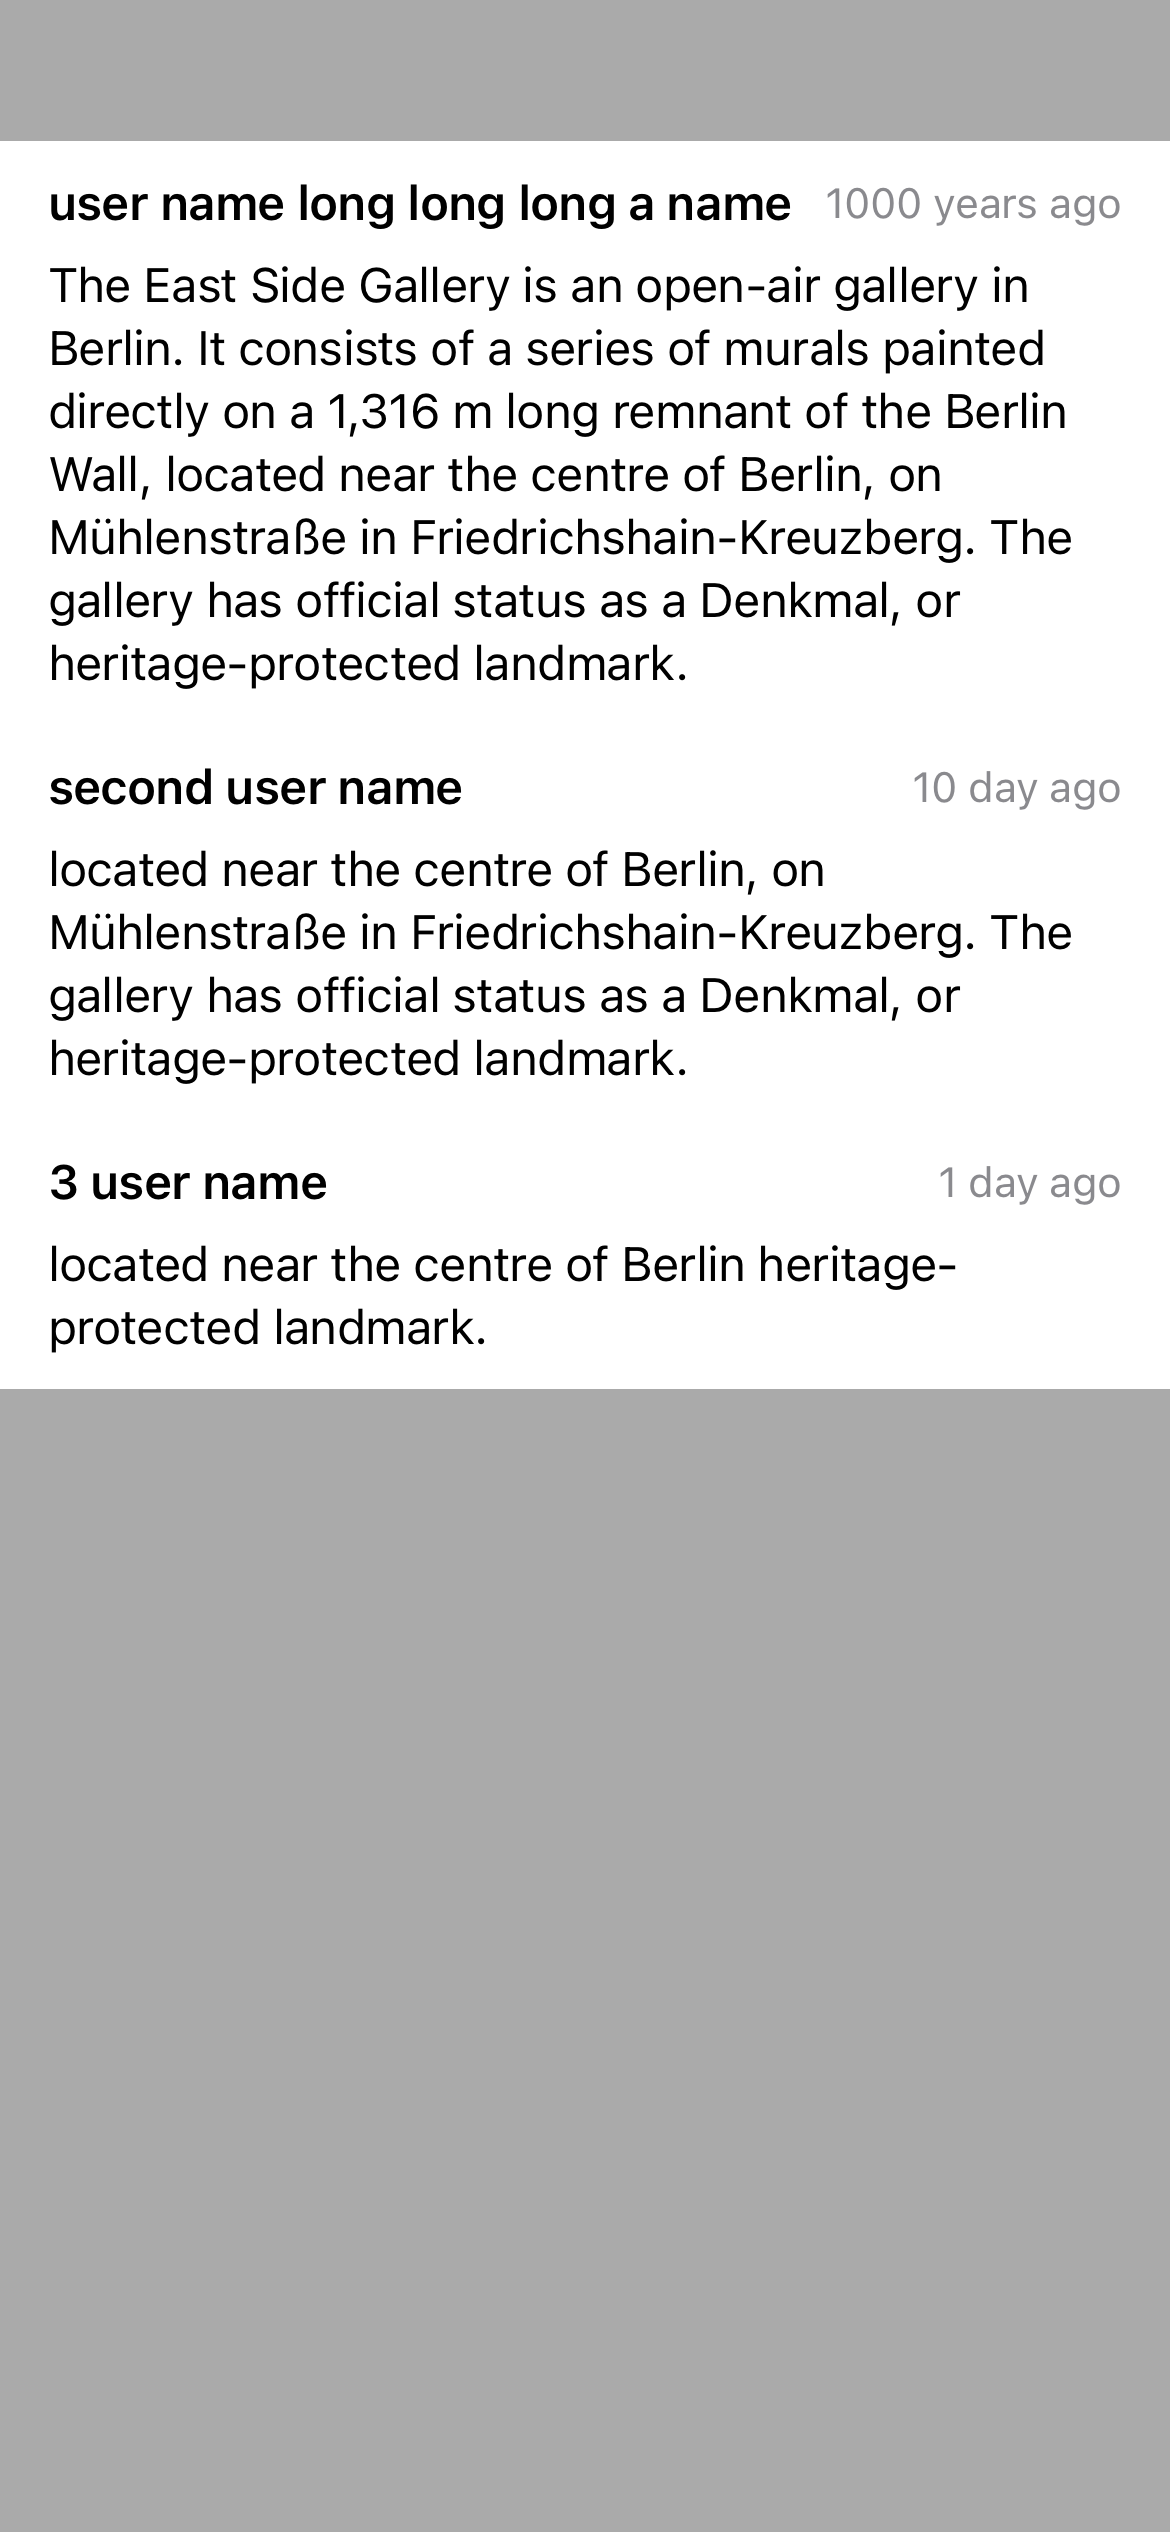 user name long long long a name 1000 years ago
The East Side Gallery is an open-air gallery in
Berlin. It consists of a series of murals painted
directly on a 1,316 m long remnant of the Berlin
Wall, located near the centre of Berlin, on
Mühlenstraße in Friedrichshain-Kreuzberg. The
gallery has official status as a Denkmal, or
heritage-protected landmark.
second user name 10 day ago
located near the centre of Berlin, on
Mühlenstraße in Friedrichshain-Kreuzberg. The
gallery has official status as a Denkmal, or
heritage-protected landmark.
3 user name 1 day ago
located near the centre of Berlin heritage-
protected landmark.